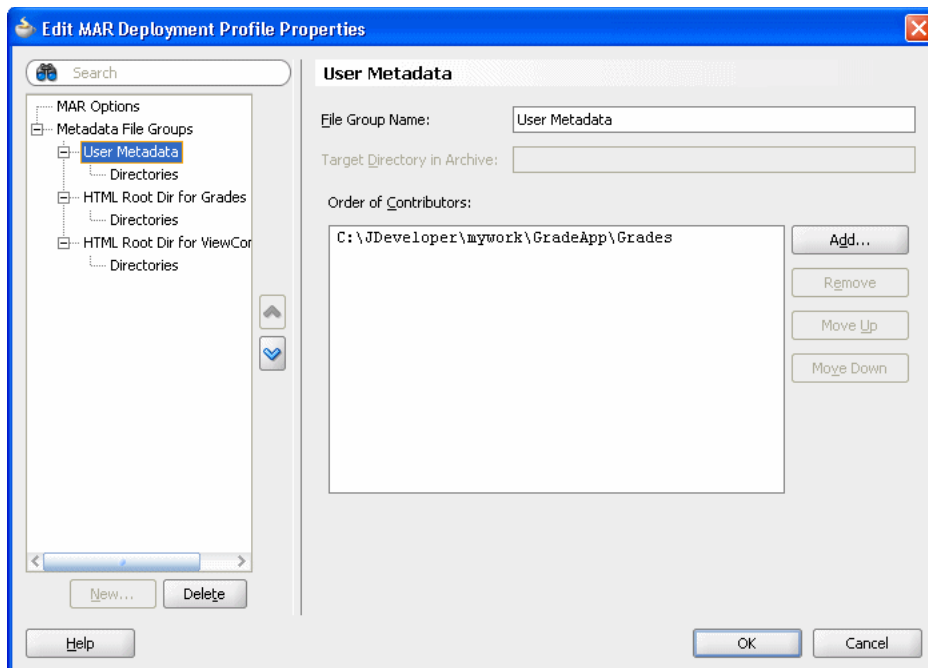 Edit MAR Deployment Profile Properties
Search
MAR Options
Metadata File Groups
User Metadata
Directories
HTML Root Dir for Grades
Directories
HTML Root Dir for ViewCor
Directories
New...
Delete
User Metadata
File Group Name:
User Metadata
Target Directory in Archive:
Order of Contributors:
C:\JDeveloper\mywork\GradeApp\Grades
Add...
Remove
Move Up
Move Down
Help
OK
Cancel